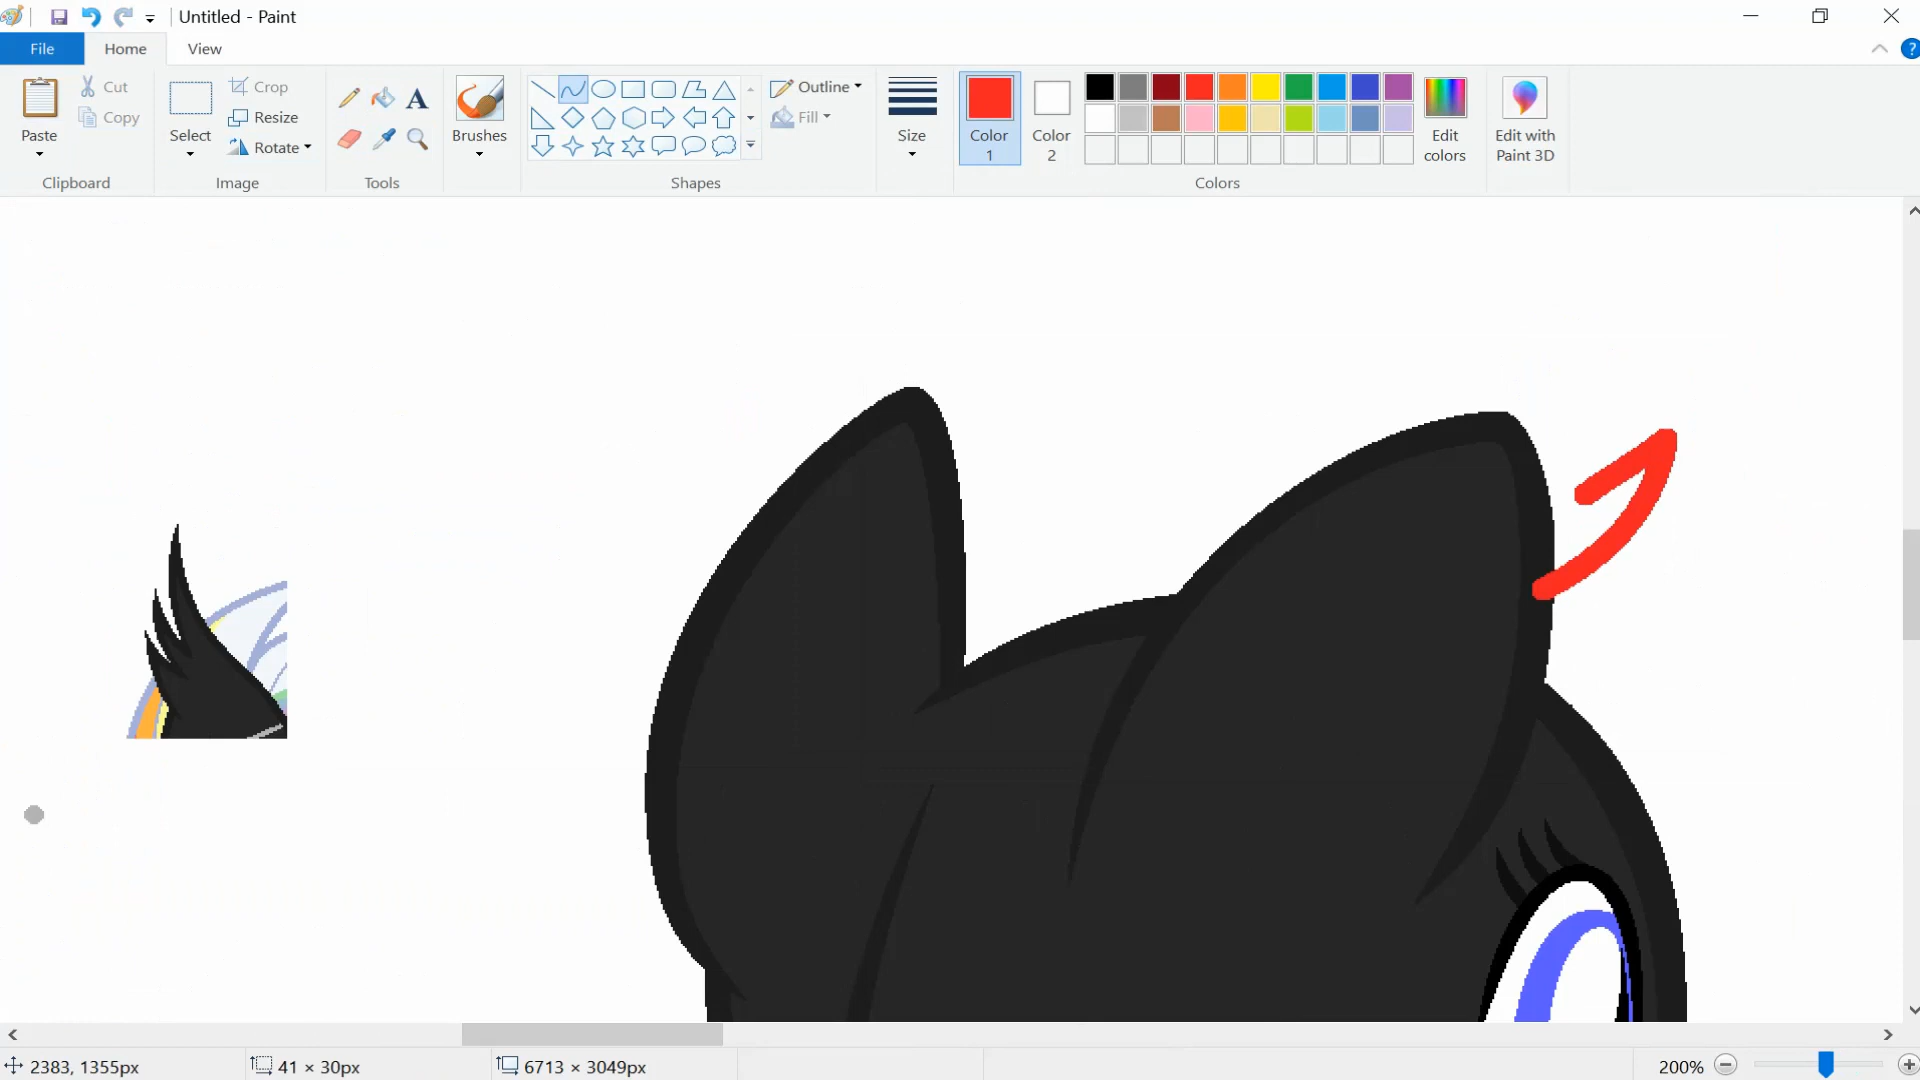 Untitled - Paint
File Home View
Paste
Cut
Copy
Clipboard
Select
Crop
Resize
Rotate
Image
A
Tools
Brushes
Shapes
Outline
Fill
Size
Color 1
Color 2
Edit colors
Colors
Edit with Paint 3D
?
2383, 1355px
41 × 30px
6713 × 3049px
200%